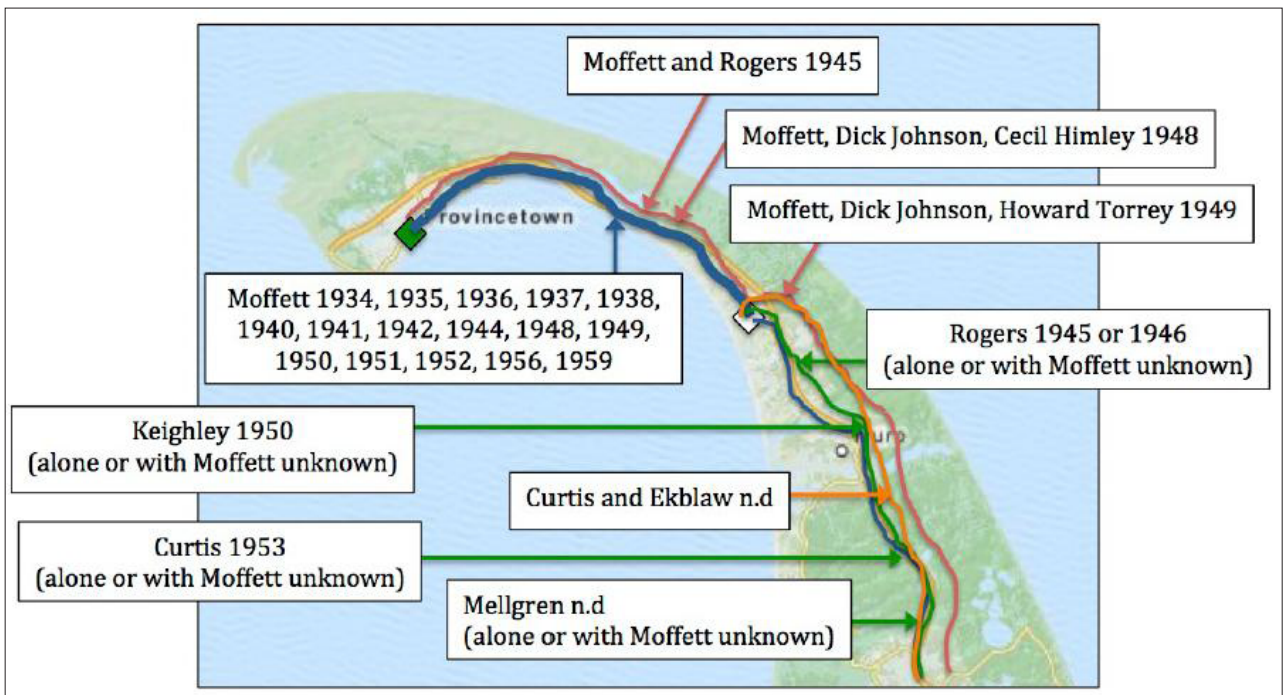 Moffett and Rogers 1945
Moffett, Dick Johnson, Cecil Himley 1948
Moffett, Dick Johnson, Howard Torrey 1949
rovincetown
Moffett 1934, 1935, 1936, 1937, 1938,
1940, 1941, 1942, 1944, 1948, 1949,
1950, 1951, 1952, 1956, 1959
Rogers 1945 or 1946
(alone or with Moffett unknown)
Keighley 1950
(alone or with Moffett unknown)
uro
Curtis and Ekblaw n.d
Curtis 1953
(alone or with Moffett unknown)
Mellgren n.d
(alone or with Moffett unknown)